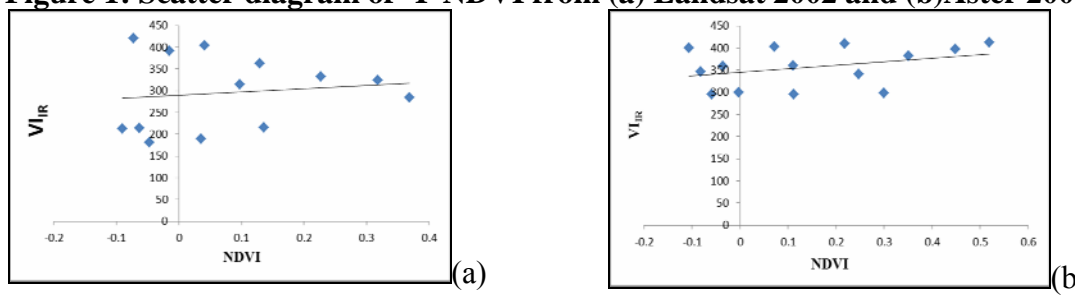 Figure 1: Scatter diagram of T-NDVI from (a) Landsat 2002 and (b)Aster 200
450
400
350
300
250
200
150
100
50
0
-0.2 -0.1 0 0.1 0.2 0.3 0.4
VI_IR
NDVI
(a)
450
400
350
300
250
200
150
100
50
0
-0.2 -0.1 0 0.1 0.2 0.3 0.4 0.5 0.6
VI_IR
NDVI
(b